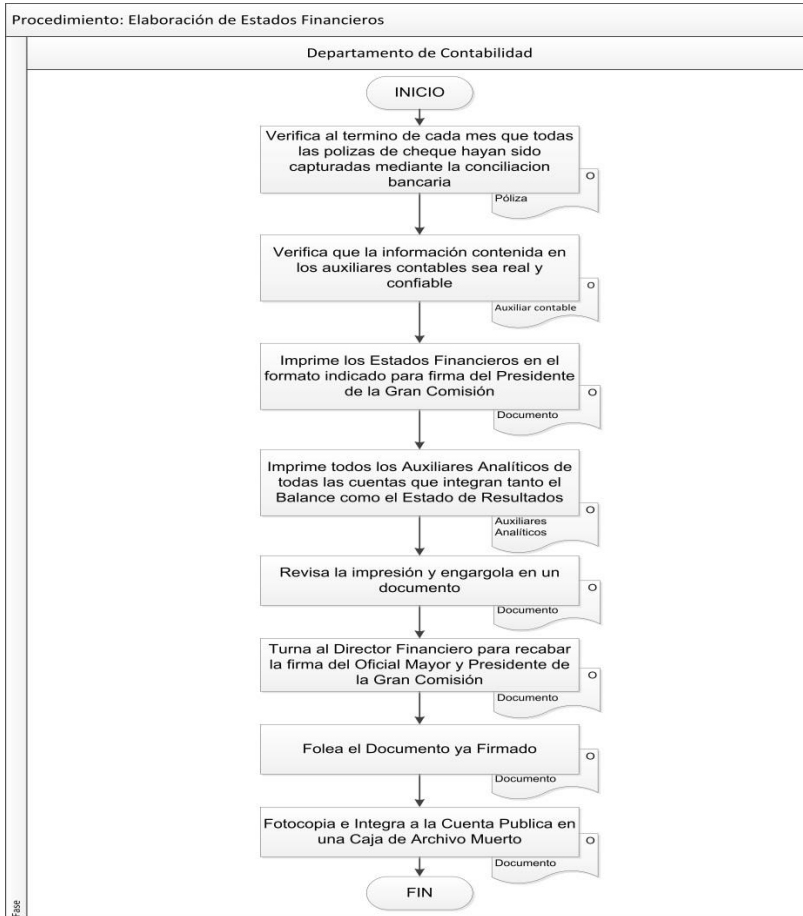 Procedimiento: Elaboración de Estados Financieros
Departamento de Contabilidad
INICIO
Verifica al termino de cada mes que todas
las polizas de cheque hayan sido
capturadas mediante la conciliacion
bancaria
O
Póliza
Verifica que la información contenida en
los auxiliares contables sea real y
confiable
O
Auxiliar contable
Imprime los Estados Financieros en el
formato indicado para firma del Presidente
de la Gran Comisión
O
Documento
Imprime todos los Auxiliares Analíticos de
todas las cuentas que integran tanto el
Balance como el Estado de Resultados
O
Auxiliares
Analíticos
Revisa la impresión y engargola en un
documento
O
Documento
Turna al Director Financiero para recabar
la firma del Oficial Mayor y Presidente de
la Gran Comisión
O
Documento
Folea el Documento ya Firmado
O
Documento
Fotocopia e Integra a la Cuenta Publica en
una Caja de Archivo Muerto
O
Documento
FIN
Fase